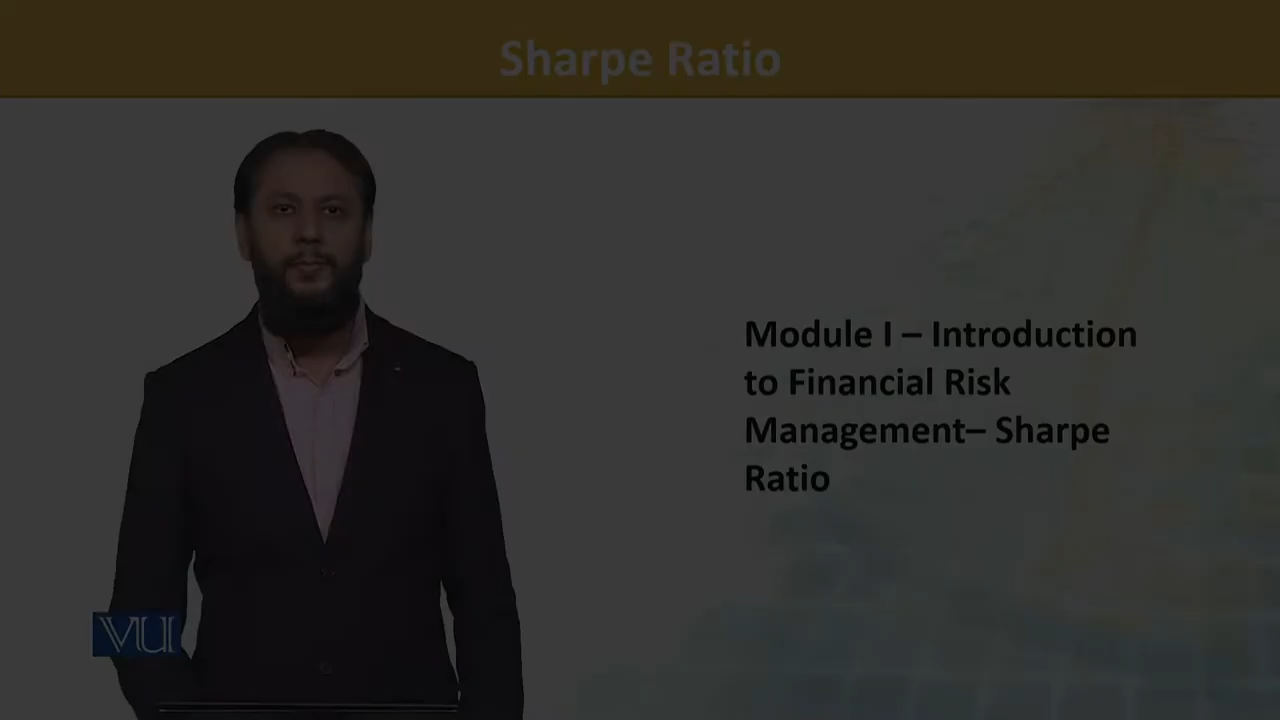 Sharpe Ratio
Module I – Introduction
to Financial Risk
Management– Sharpe
Ratio
VU